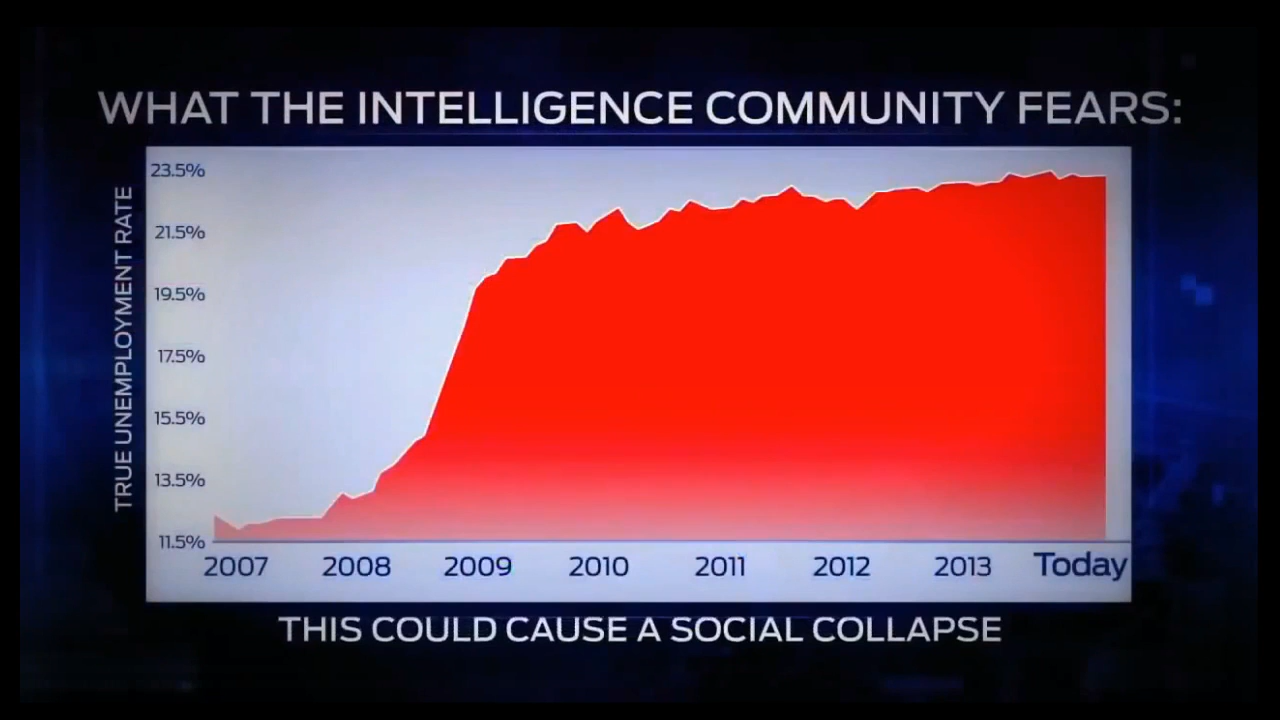 WHAT THE INTELLIGENCE COMMUNITY FEARS:
TRUE UNEMPLOYMENT RATE
23.5%
21.5%
19.5%
17.5%
15.5%
13.5%
11.5%
2007 2008 2009 2010 2011 2012 2013 Today
THIS COULD CAUSE A SOCIAL COLLAPSE